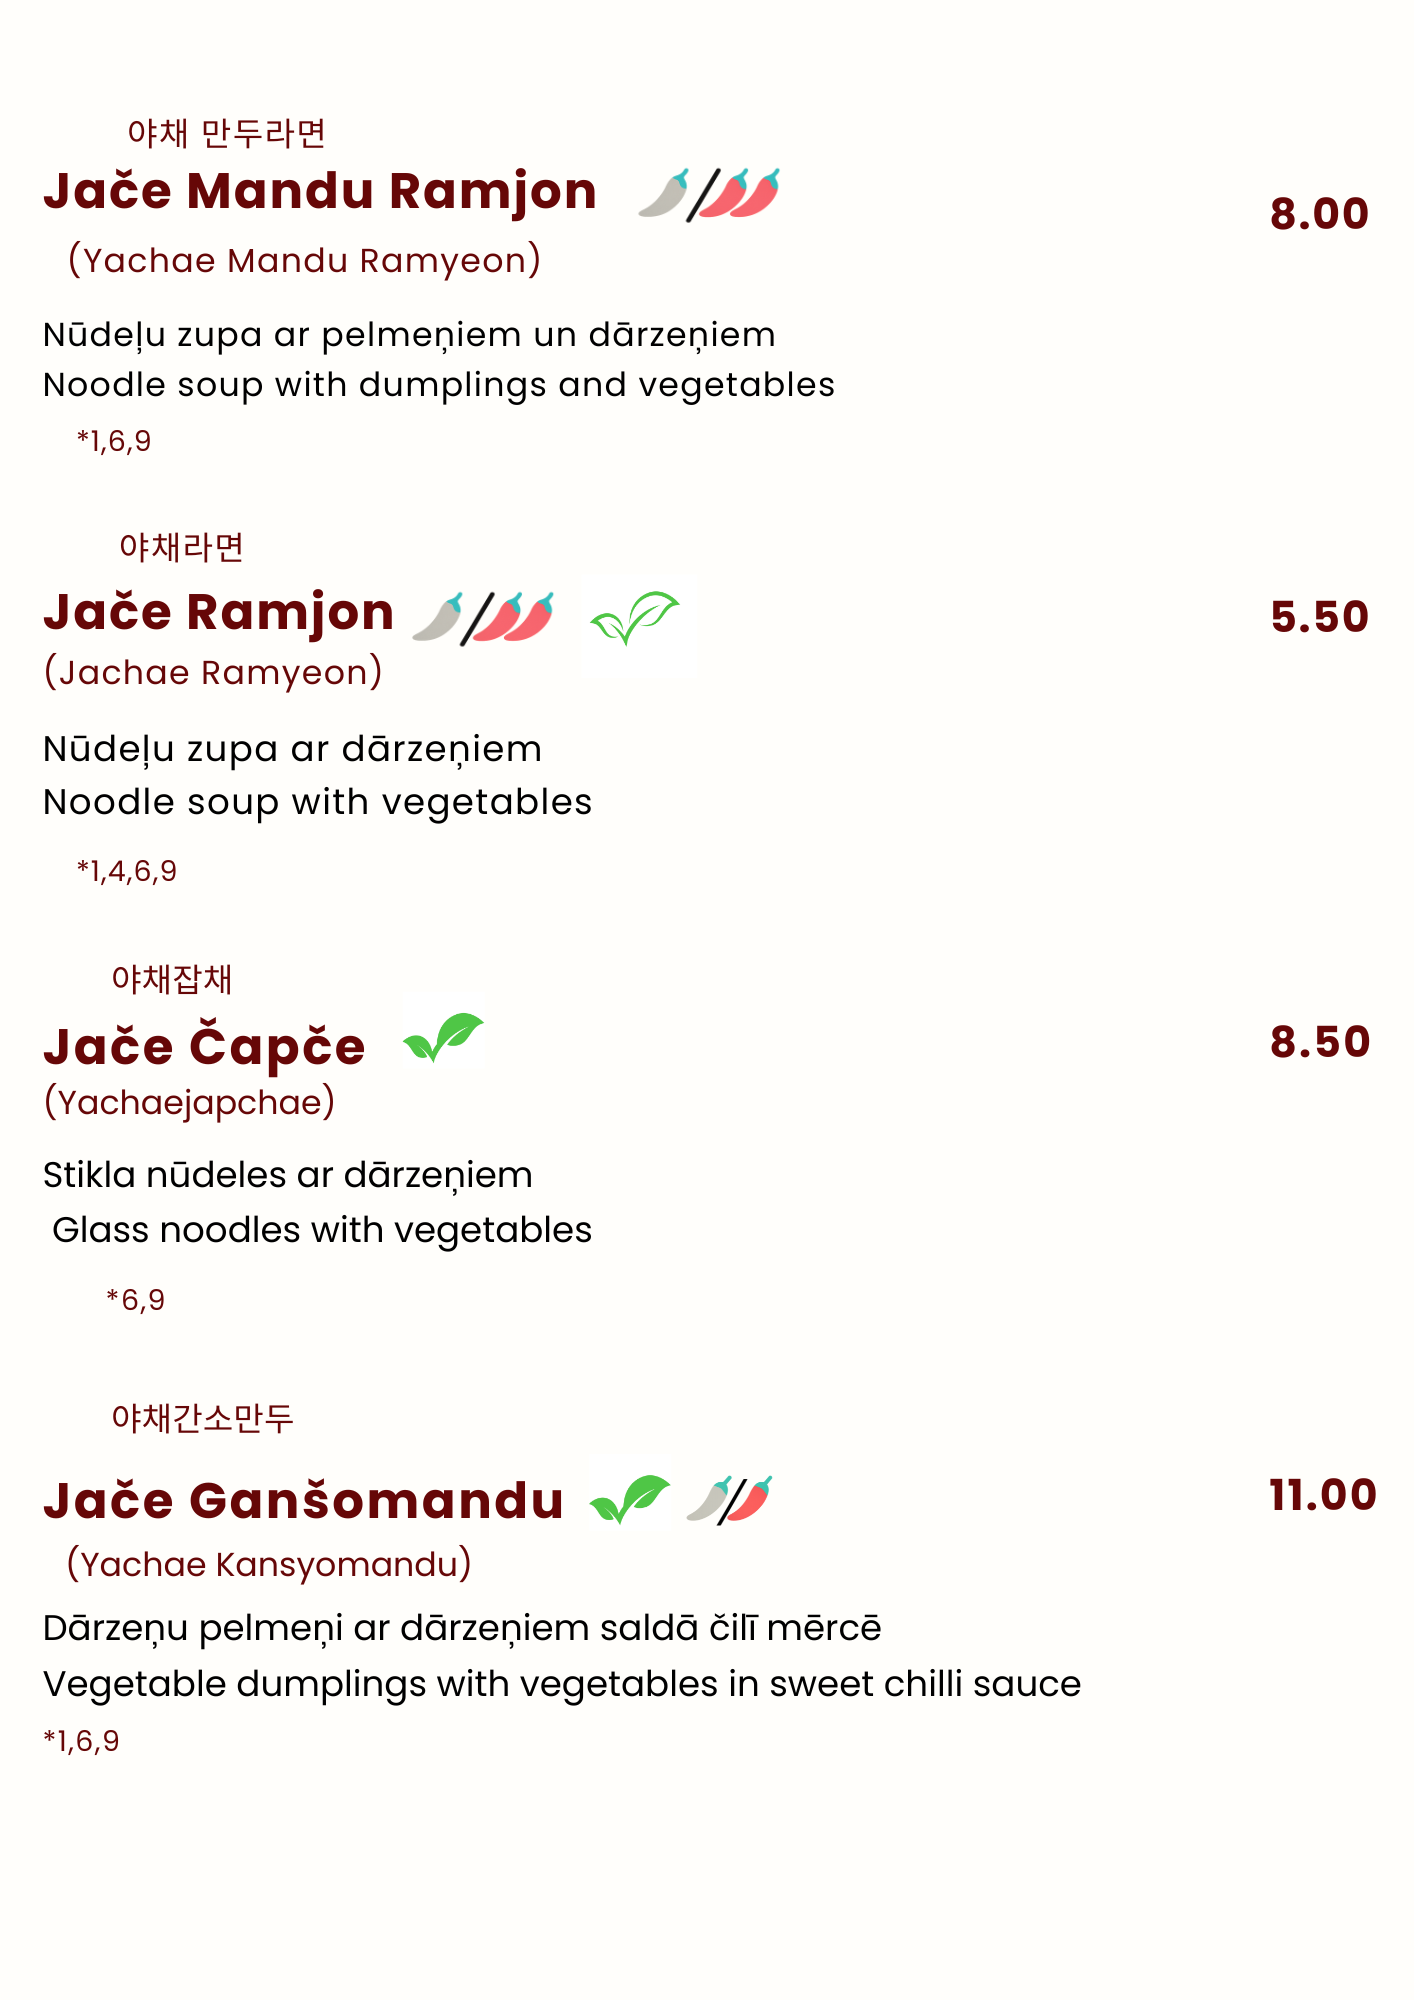 야채 만두라면
Jače Mandu Ramjon
8.00
(Yachae Mandu Ramyeon)
Nūdeļu zupa ar pelmeņiem un dārzeņiem
Noodle soup with dumplings and vegetables
*1,6,9
야채라면
Jače Ramjon
5.50
(Jachae Ramyeon)
Nūdeļu zupa ar dārzeņiem
Noodle soup with vegetables
*1,4,6,9
야채잡채
Jače Čapče
8.50
(Yachaejapchae)
Stikla nūdeles ar dārzeņiem
Glass noodles with vegetables
*6,9
야채간소만두
Jače Ganšomandu
11.00
(Yachae Kansyomandu)
Dārzeņu pelmeņi ar dārzeņiem saldā čilī mērcē
Vegetable dumplings with vegetables in sweet chilli sauce
*1,6,9